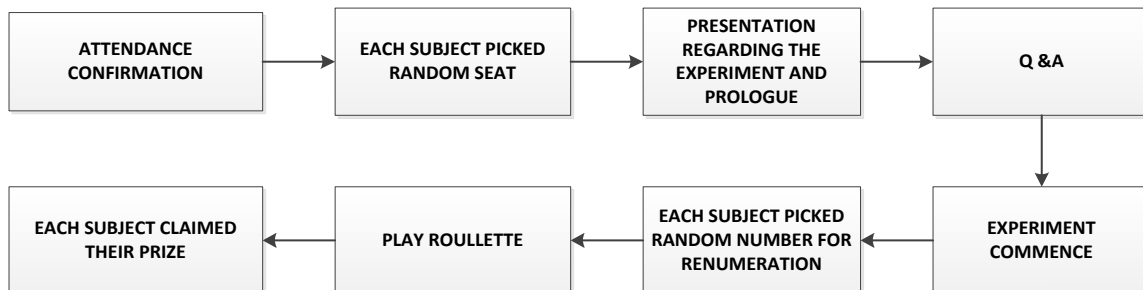 ATTENDANCE
CONFIRMATION
EACH SUBJECT PICKED
RANDOM SEAT
PRESENTATION
REGARDING THE
EXPERIMENT AND
PROLOGUE
Q &A
EXPERIMENT
COMMENCE
EACH SUBJECT PICKED
RANDOM NUMBER FOR
RENUMERATION
PLAY ROULLETTE
EACH SUBJECT CLAIMED
THEIR PRIZE